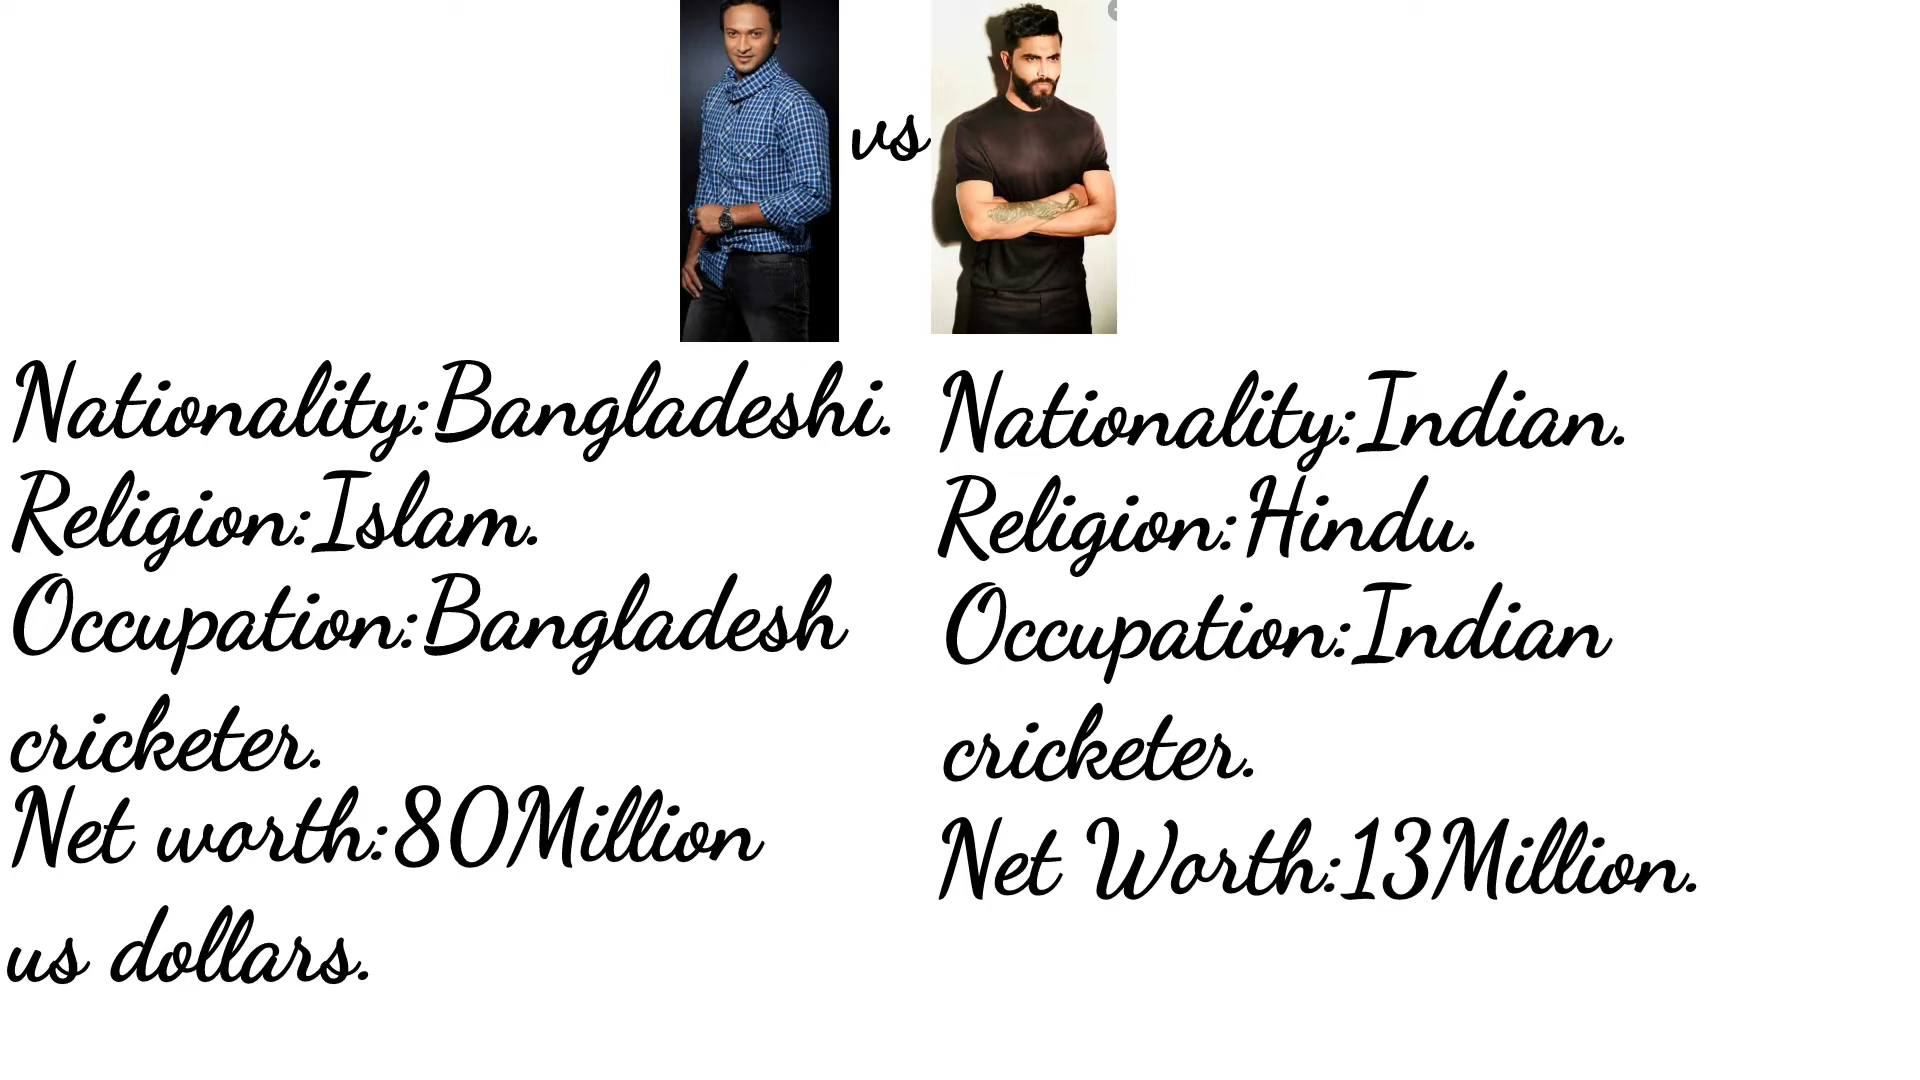 vs
Nationality:Bangladeshi.
Religion:Islam.
Occupation:Bangladesh
cricketer.
Net worth:80Million
us dollars.
Nationality:Indian.
Religion:Hindu.
Occupation:Indian
cricketer.
Net Worth:13Million.